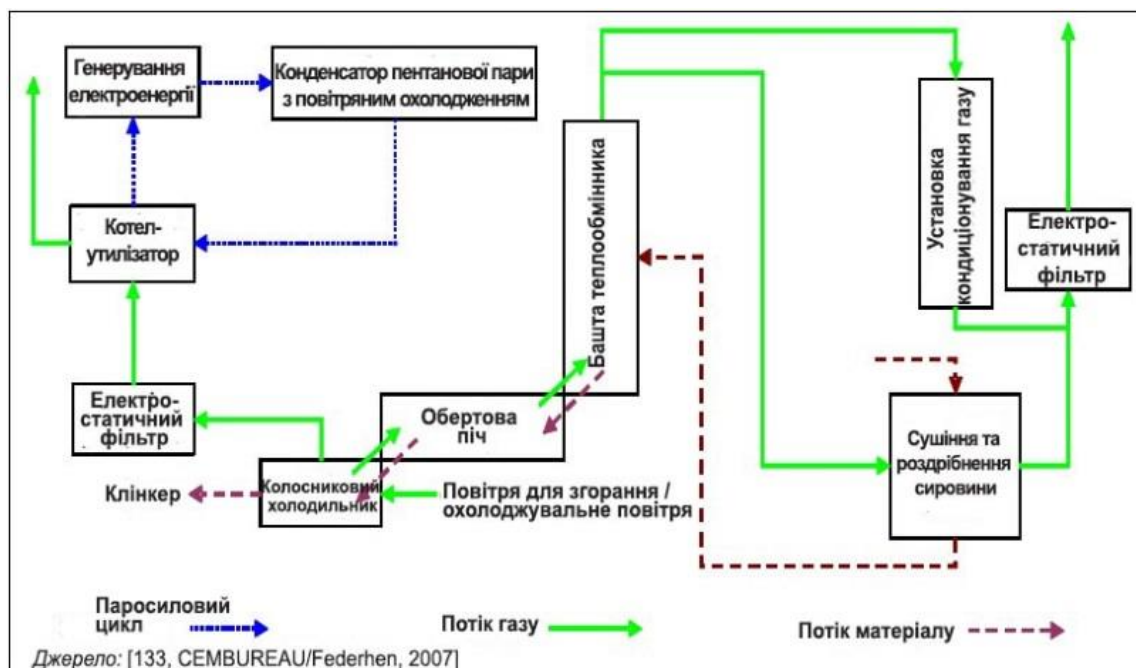 Генерування
електроенергії
Конденсатор пентанової пари
з повітряним охолодженням
Башта теплообмінника
Установка
кондиціонування газу
Електро-
статичний
фільтр
Котел-
утилізатор
Електро-
статичний
фільтр
Обертова
піч
Сушіння та
роздрібнення
сировини
Клінкер
Колосниковий
холодильник
Повітря для згорання /
охолоджувальне повітря
Паросиловий
цикл
Потік газу
Потік матеріалу
Джерело: [133, CEMBUREAU/Federhen, 2007]